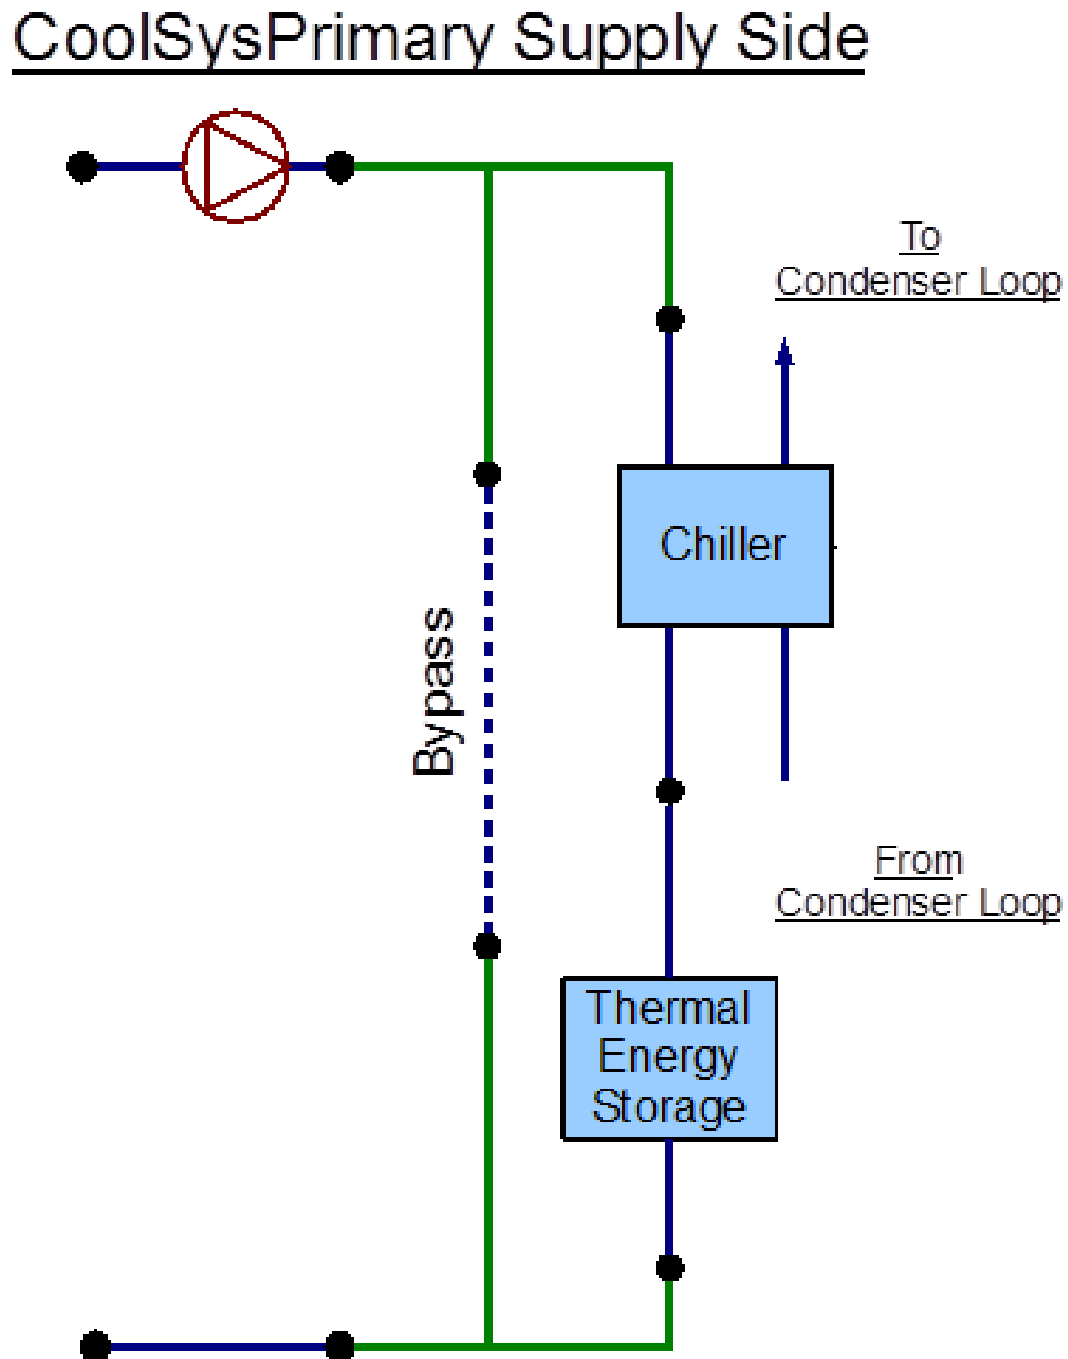 CoolSysPrimary Supply Side
To
Condenser Loop
Chiller
Bypass
From
Condenser Loop
Thermal
Energy
Storage